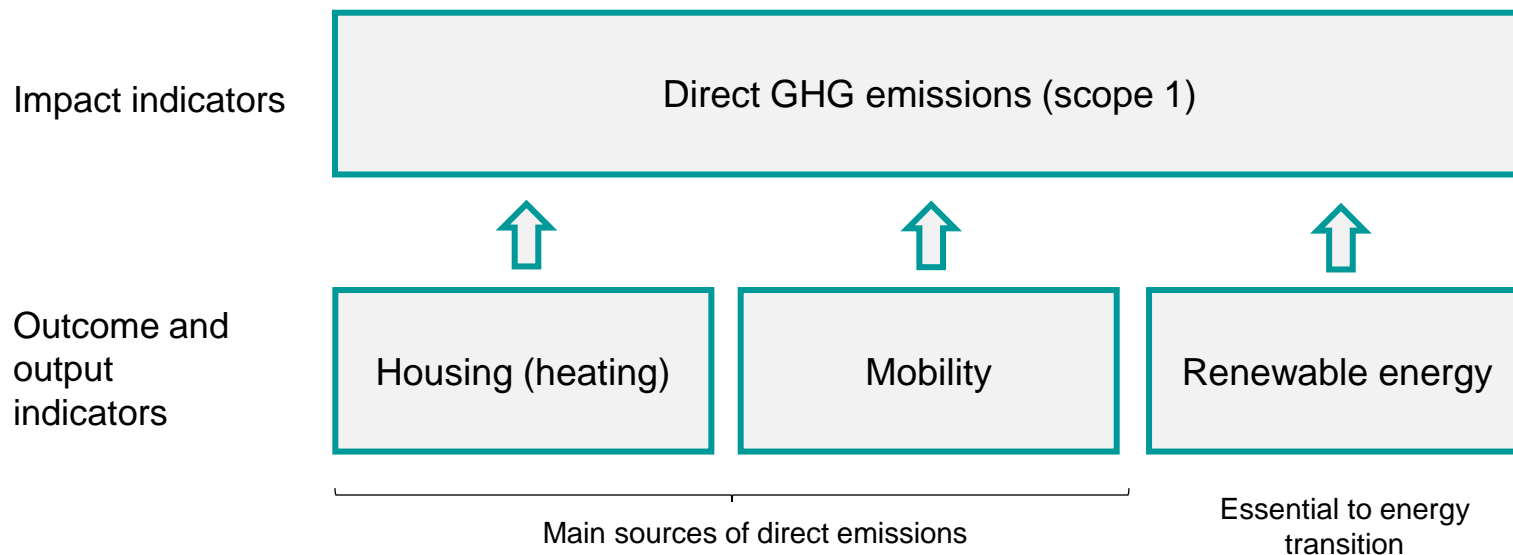 Impact indicators
Direct GHG emissions (scope 1)
Outcome and
output
indicators
Housing (heating)
Mobility
Renewable energy
Main sources of direct emissions
Essential to energy
transition